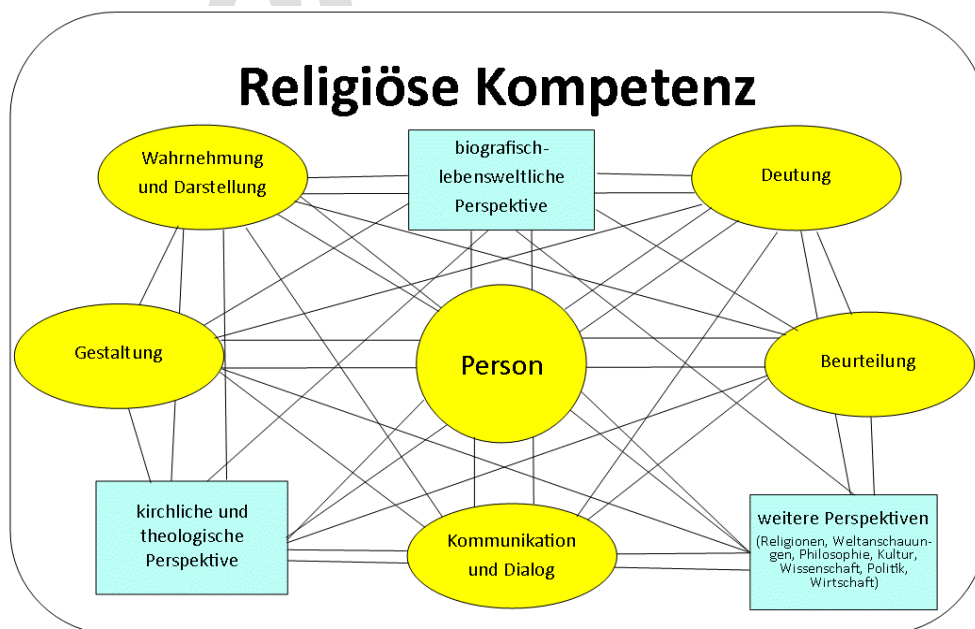 Religiöse Kompetenz
Wahrnehmung
und Darstellung
biografisch-
lebensweltliche
Perspektive
Deutung
Gestaltung
Person
Beurteilung
kirchliche und
theologische
Perspektive
Kommunikation
und Dialog
weitere Perspektiven
(Religionen, Weltanschauun-
gen, Philosophie, Kultur,
Wissenschaft, Politik,
Wirtschaft)